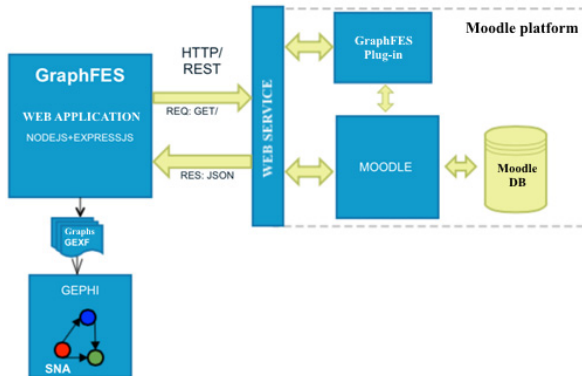 GraphFES
WEB APPLICATION
NODEJS+EXPRESSJS
HTTP/
REST
REQ: GET/
RES: JSON
WEB SERVICE
Moodle platform
GraphFES
Plug-in
MOODLE
Moodle
DB
Graphs
GEXF
GEPHI
SNA